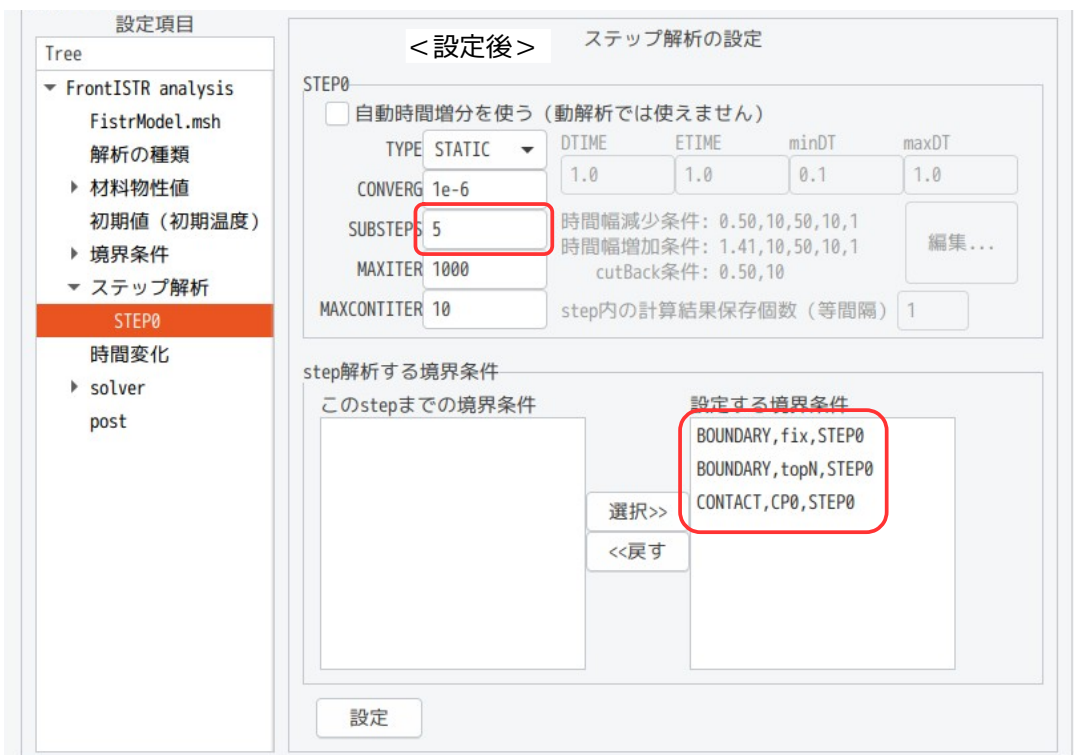 設定項目
Tree
FrontISTR analysis
FistrModel.msh
解析の種類
材料物性値
初期値（初期温度）
境界条件
ステップ解析
STEP0
時間変化
solver
post
＜設定後＞
ステップ解析の設定
STEP0
自動時間増分を使う（動解析では使えません）
TYPE STATIC
CONVERG 1e-6
SUBSTEPS 5
MAXITER 1000
MAXCONTITER 10
DTIME ETIME minDT maxDT
1.0 1.0 0.1 1.0
時間幅減少条件: 0.50,10,50,10,1
時間幅増加条件: 1.41,10,50,10,1
cutBack条件: 0.50,10
編集...
step内の計算結果保存個数（等間隔） 1
step解析する境界条件
このstepまでの境界条件
選択>>
<<戻す
設定する境界条件
BOUNDARY,fix,STEP0
BOUNDARY,topN,STEP0
CONTACT,CP0,STEP0
設定